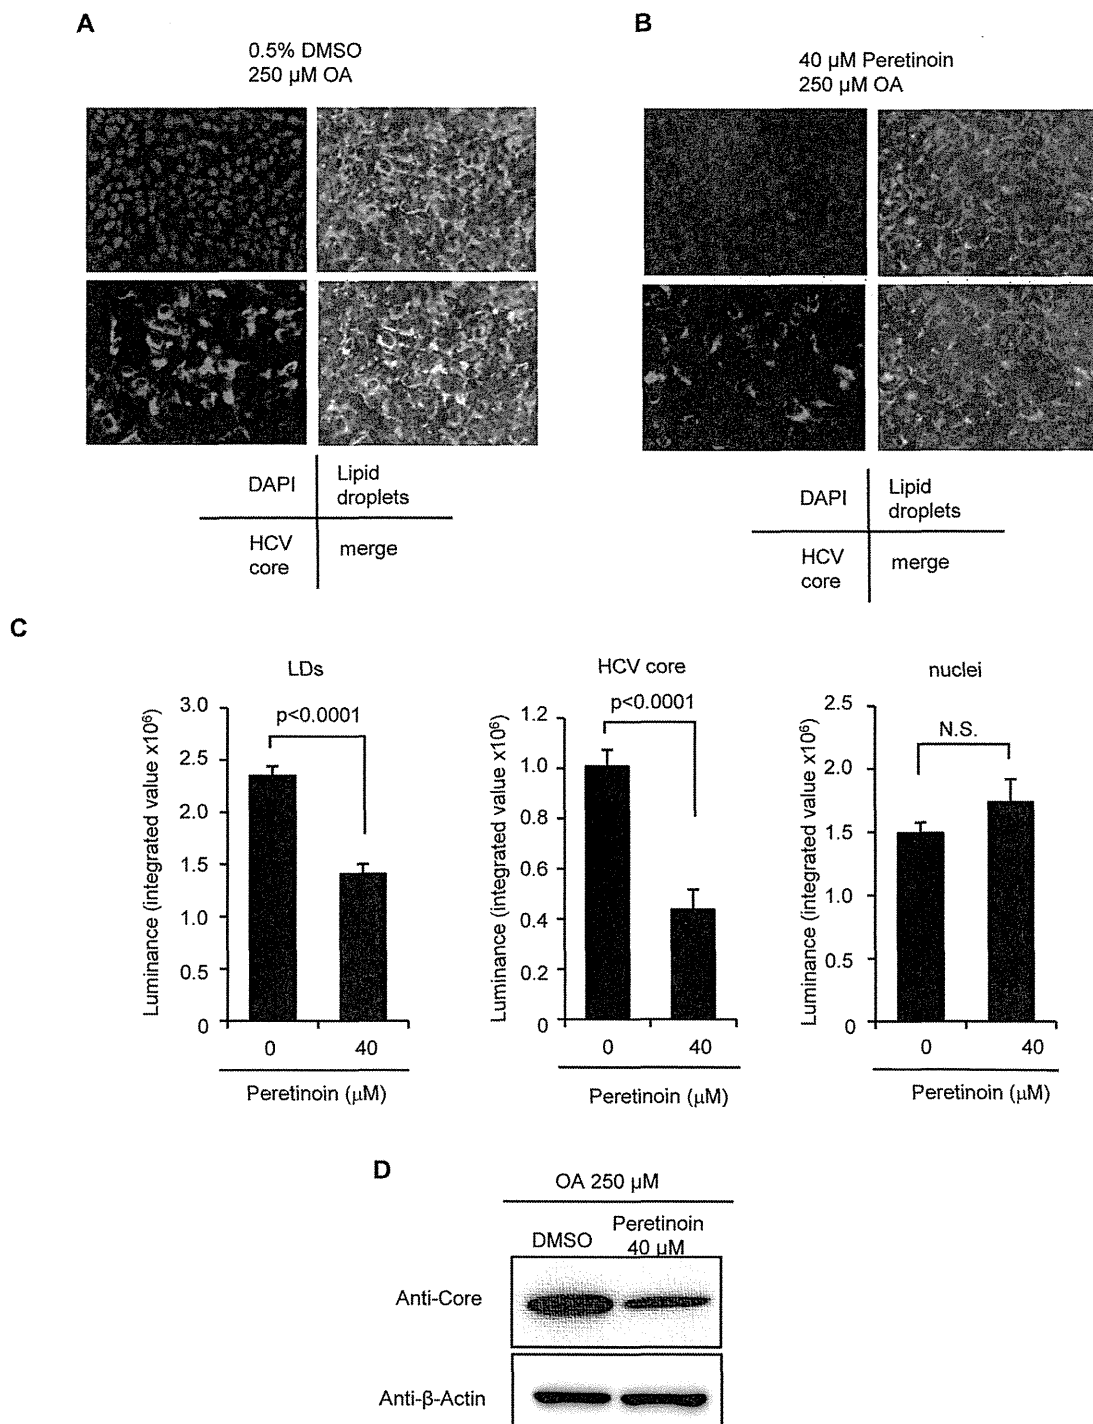 A
0.5% DMSO
250 µM OA
DAPI
Lipid
droplets
HCV
core
merge
B
40 µM Peretinoin
250 µM OA
DAPI
Lipid
droplets
HCV
core
merge
C
LDs
Luminance (integrated value x10⁶)
3.0
2.5
2.0
1.5
1.0
0.5
0
p<0.0001
0
40
Peretinoin (µM)
HCV core
Luminance (integrated value x10⁶)
1.2
1.0
0.8
0.6
0.4
0.2
0
p<0.0001
0
40
Peretinoin (µM)
nuclei
Luminance (integrated value x10⁶)
2.5
2.0
1.5
1.0
0.5
0
N.S.
0
40
Peretinoin (µM)
D
OA 250 µM
DMSO
Peretinoin
40 µM
Anti-Core
Anti-β-Actin